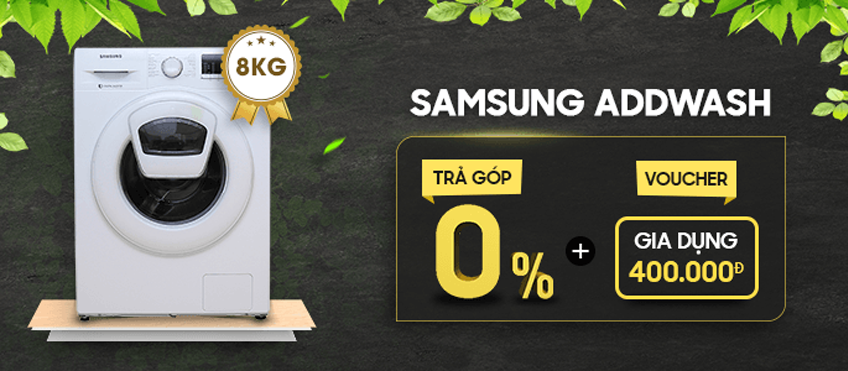 SAMSUNG
8KG
SAMSUNG ADDWASH
TRẢ GÓP
0%
+
VOUCHER
GIA DỤNG
400.000Đ